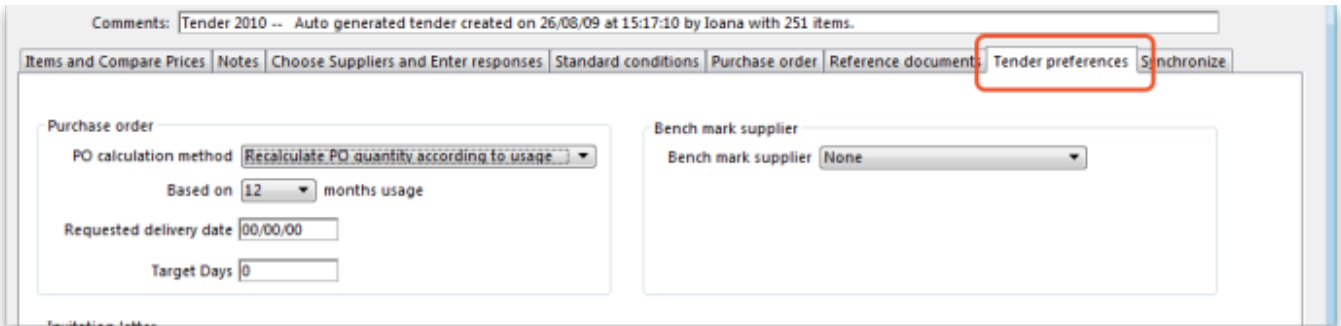 Comments: Tender 2010 -- Auto generated tender created on 26/08/09 at 15:17:10 by Ioana with 251 items.
Items and Compare Prices Notes Choose Suppliers and Enter responses Standard conditions Purchase order Reference documents Tender preferences Synchronize
Purchase order
PO calculation method Recalculate PO quantity according to usage
Based on 12 months usage
Requested delivery date 00/00/00
Target Days 0
Bench mark supplier
Bench mark supplier None
Invitation letter